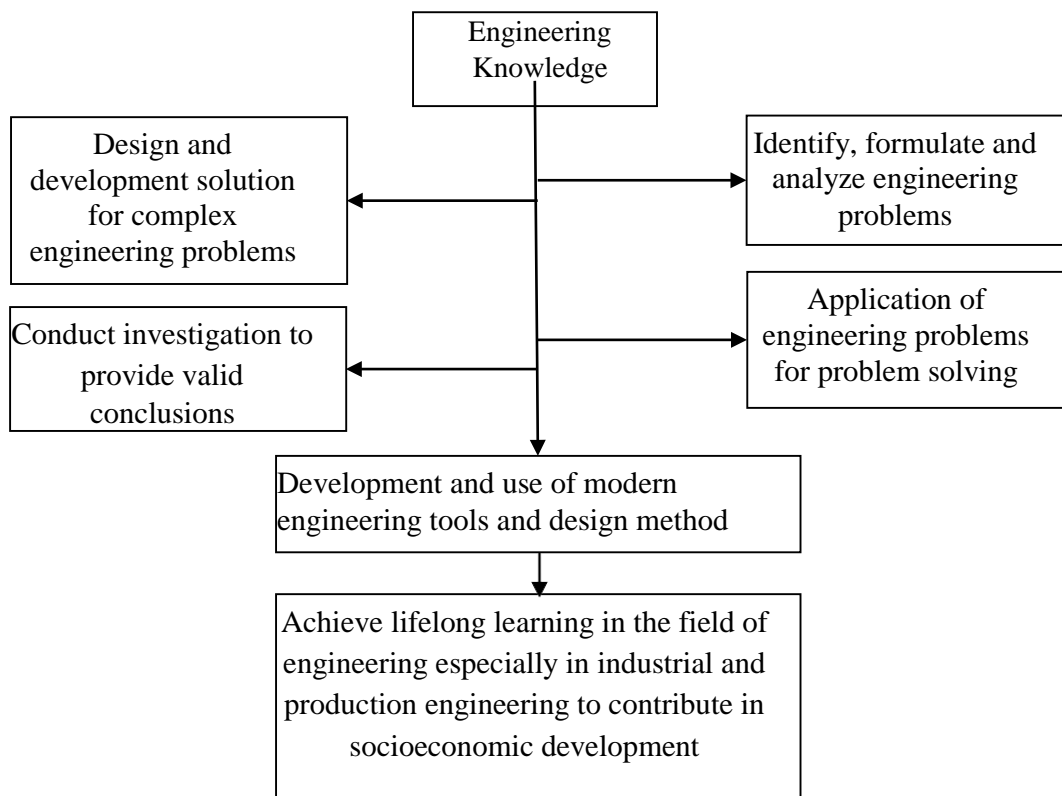 Engineering
Knowledge
Design and
development solution
for complex
engineering problems
Identify, formulate and
analyze engineering
problems
Conduct investigation to
provide valid
conclusions
Application of
engineering problems
for problem solving
Development and use of modern
engineering tools and design method
Achieve lifelong learning in the field of
engineering especially in industrial and
production engineering to contribute in
socioeconomic development